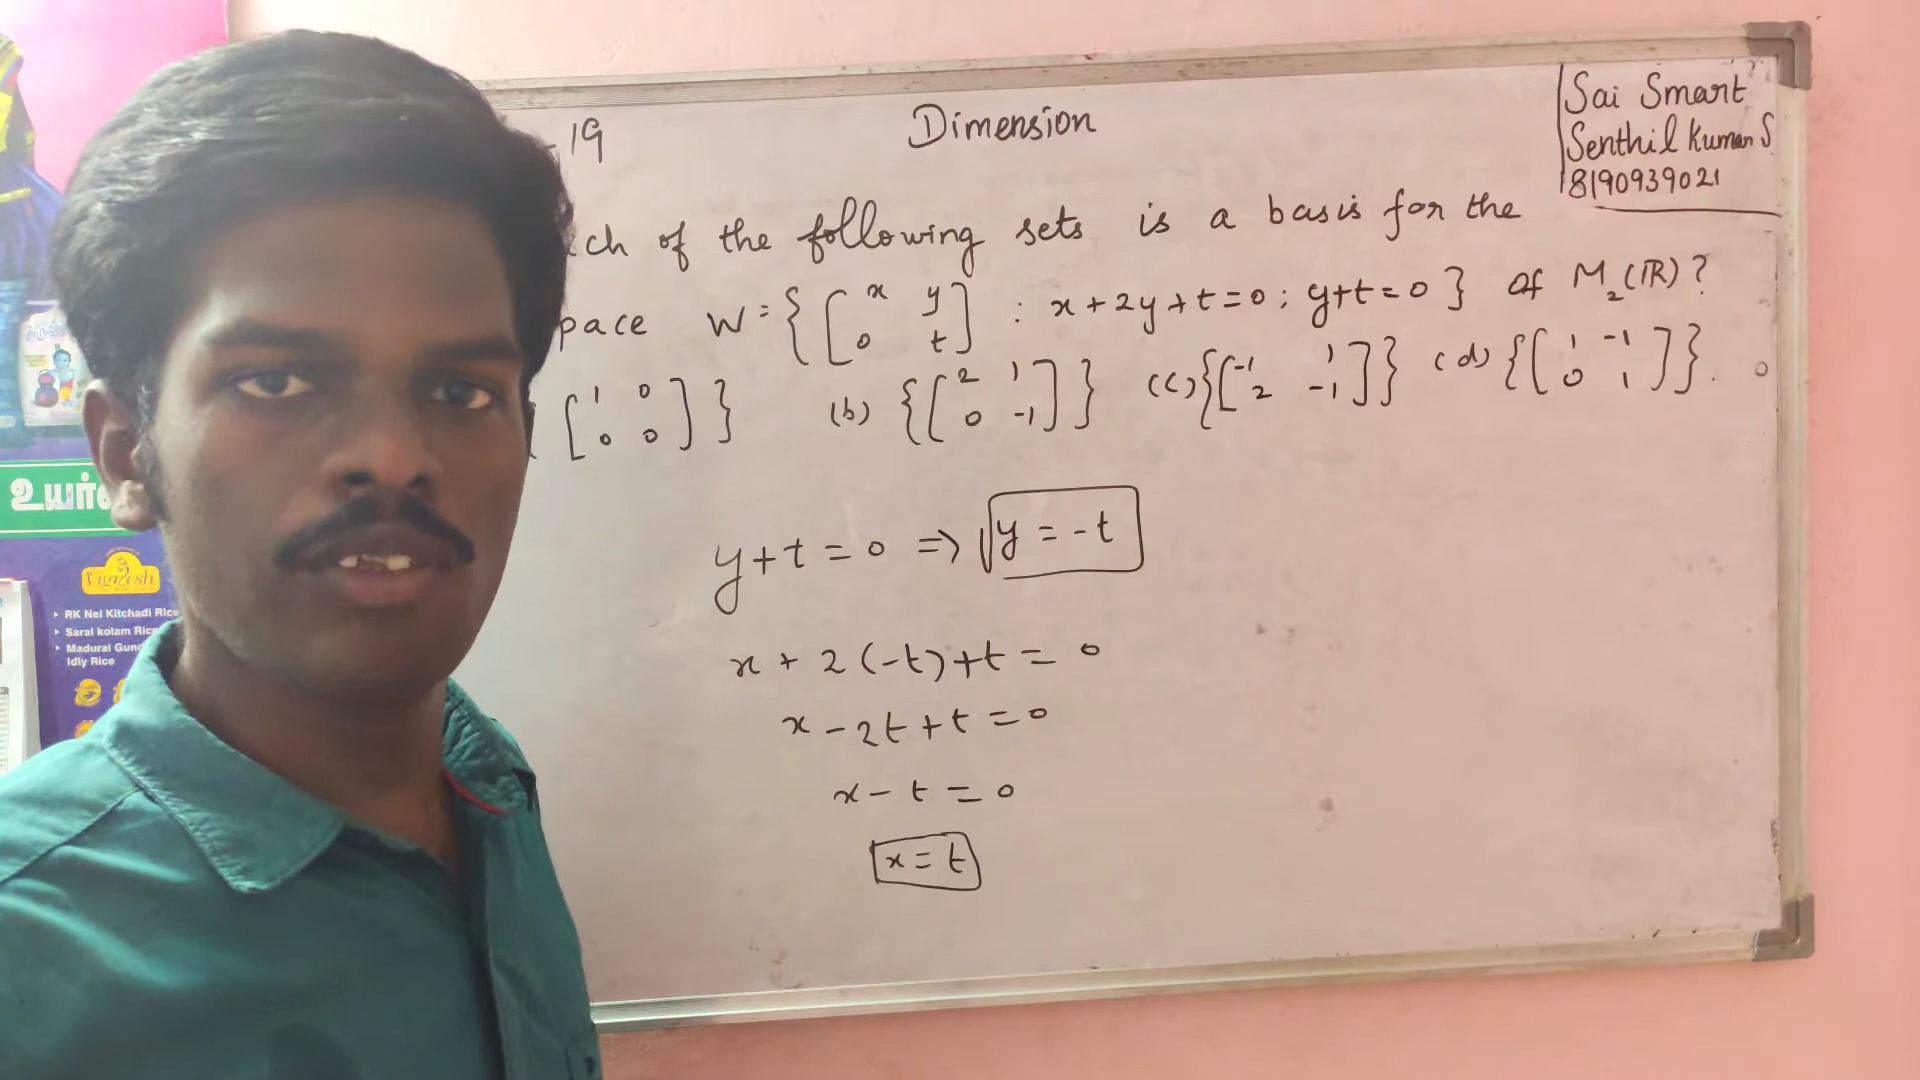 -19
Dimension
Sai Smart
Senthil Kumar S
8190939021
ch of the following sets is a basis for the
pace W = { [ x y 0 t ] : x + 2y + t = 0 ; y + t = 0 } of M₂(ℝ)?
{ [ 1 0 0 0 ] } (b) { [ 2 1 0 -1 ] } (c) { [ -1 1 2 -1 ] } (d) { [ 1 -1 0 1 ] }.
y + t = 0 ⇒ y = -t
x + 2(-t) + t = 0
x - 2t + t = 0
x - t = 0
x = t
Vignesh
RK Nei Kitchadi Rice
Sarai kolam Rice
Idly Rice